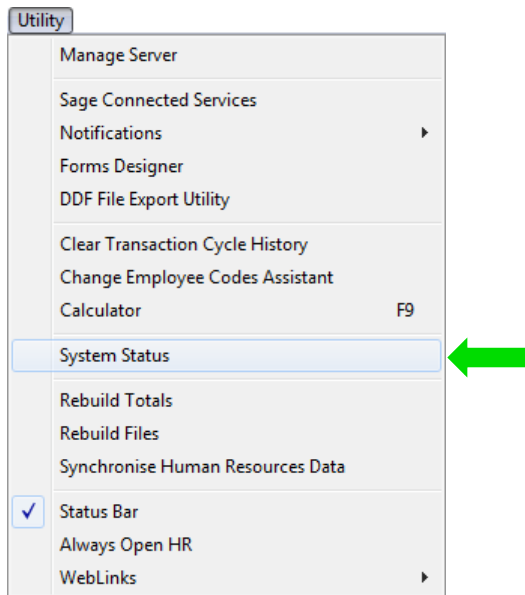 Utility
Manage Server
Sage Connected Services
Notifications
Forms Designer
DDF File Export Utility
Clear Transaction Cycle History
Change Employee Codes Assistant
Calculator F9
System Status
Rebuild Totals
Rebuild Files
Synchronise Human Resources Data
Status Bar
Always Open HR
WebLinks